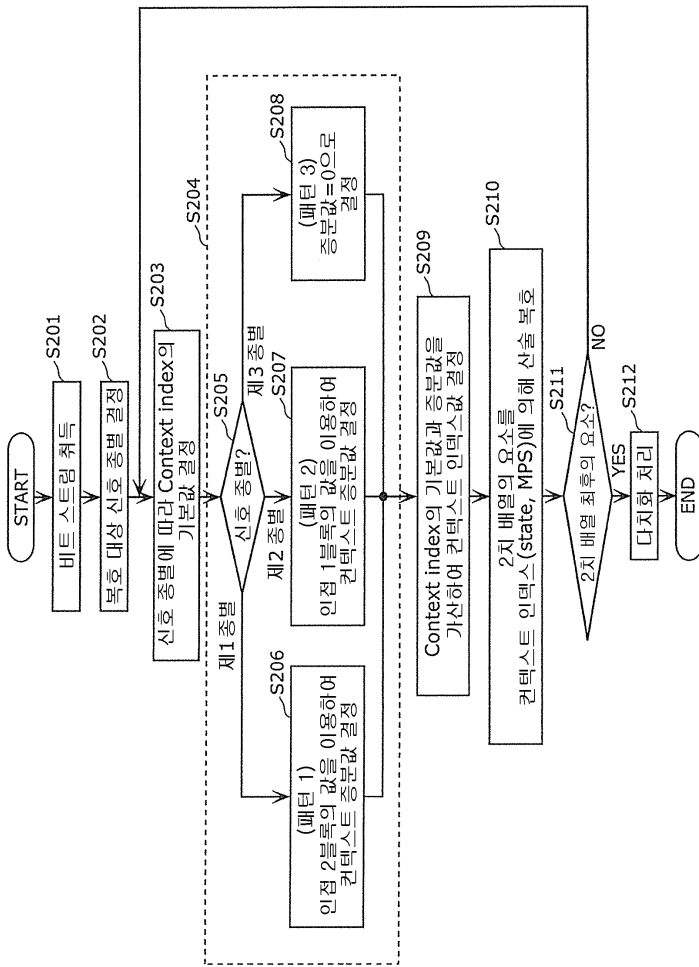 START
S201
비트 스트림 취득
S202
복호 대상 신호 종별 결정
S203
신호 종별에 따라 Context index의
기본값 결정
S204
S205
신호 종별?
제1 종별
제2 종별
제3 종별
S206
(패턴 1)
인접 2블록의 값을 이용하여
컨텍스트 증분값 결정
S207
(패턴 2)
인접 1블록의 값을 이용하여
컨텍스트 증분값 결정
S208
(패턴 3)
증분값=0으로
결정
S209
Context index의 기본값과 증분값을
가산하여 컨텍스트 인덱스값 결정
S210
2치 배열의 요소를
컨텍스트 인덱스(state, MPS)에 의해 산술 복호
S211
2치 배열 최후의 요소?
NO
YES
S212
다치화 처리
END